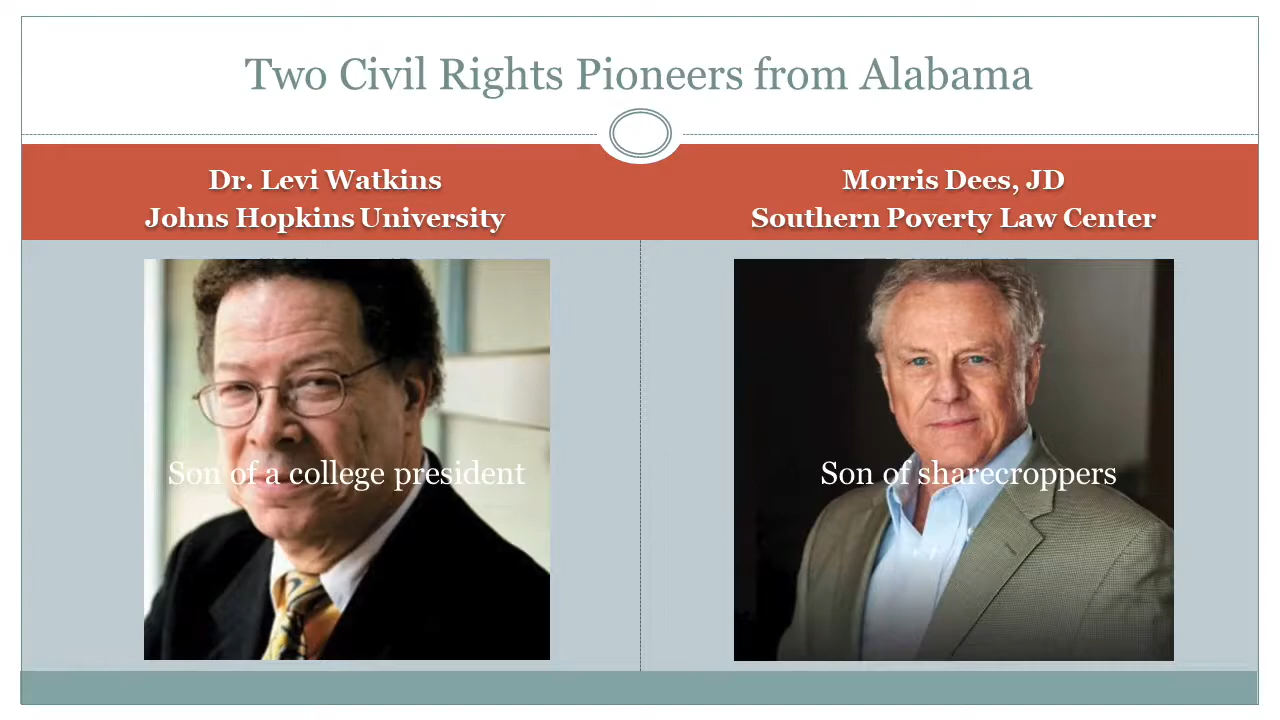 Two Civil Rights Pioneers from Alabama
Dr. Levi Watkins
Johns Hopkins University
Morris Dees, JD
Southern Poverty Law Center
Son of a college president
Son of sharecroppers